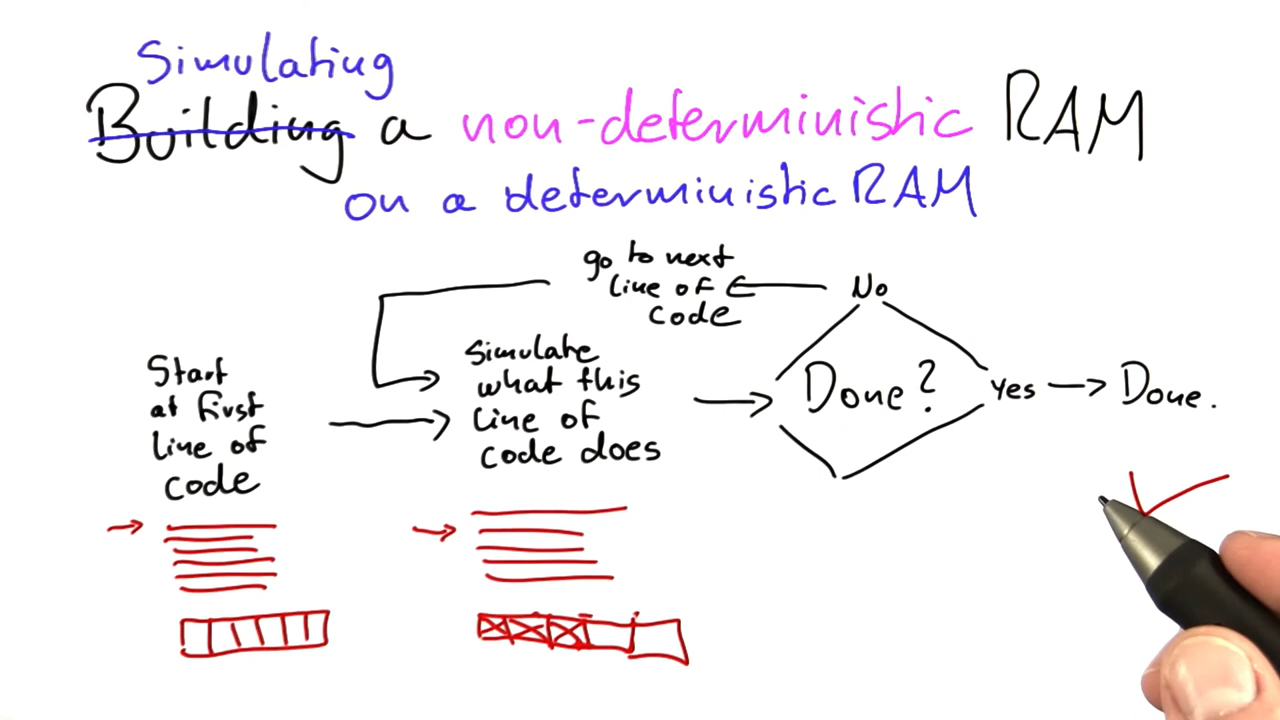 Simulating
Building a non-deterministic RAM
on a deterministic RAM
go to next
line of
code
No
Start
at first
line of
code
simulate
what this
line of
code does
Done?
Yes
Done.